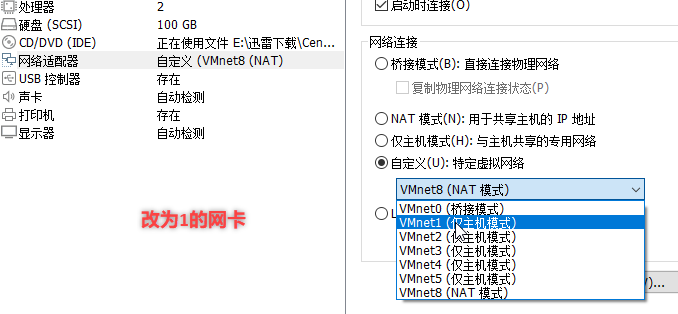 处理器 2
硬盘 (SCSI) 100 GB
CD/DVD (IDE) 正在使用文件 E:\迅雷下载\Cen...
网络适配器 自定义 (VMnet8 (NAT)
USB 控制器 存在
声卡 自动检测
打印机 存在
显示器 自动检测
改为1的网卡
启动时连接(O)
网络连接
桥接模式(B): 直接连接物理网络
复制物理网络连接状态(P)
NAT 模式(N): 用于共享主机的 IP 地址
仅主机模式(H): 与主机共享的专用网络
自定义(U): 特定虚拟网络
VMnet8 (NAT 模式)
VMnet0 (桥接模式)
VMnet1 (仅主机模式)
VMnet2 (仅主机模式)
VMnet3 (仅主机模式)
VMnet4 (仅主机模式)
VMnet5 (仅主机模式)
VMnet8 (NAT 模式)